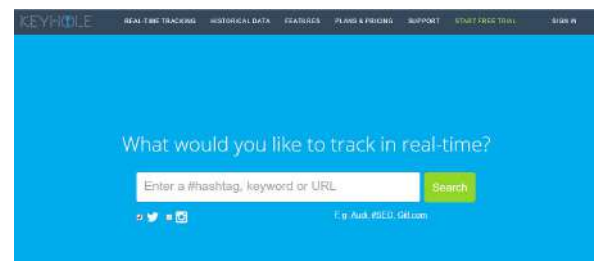 KEYHOLE REAL-TIME TRACKING HISTORICAL DATA FEATURES PLANS & PRICING SUPPORT START FREE TRIAL SIGN IN
What would you like to track in real-time?
Enter a #hashtag, keyword or URL Search
E.g. Audi, #SEO, Git.com